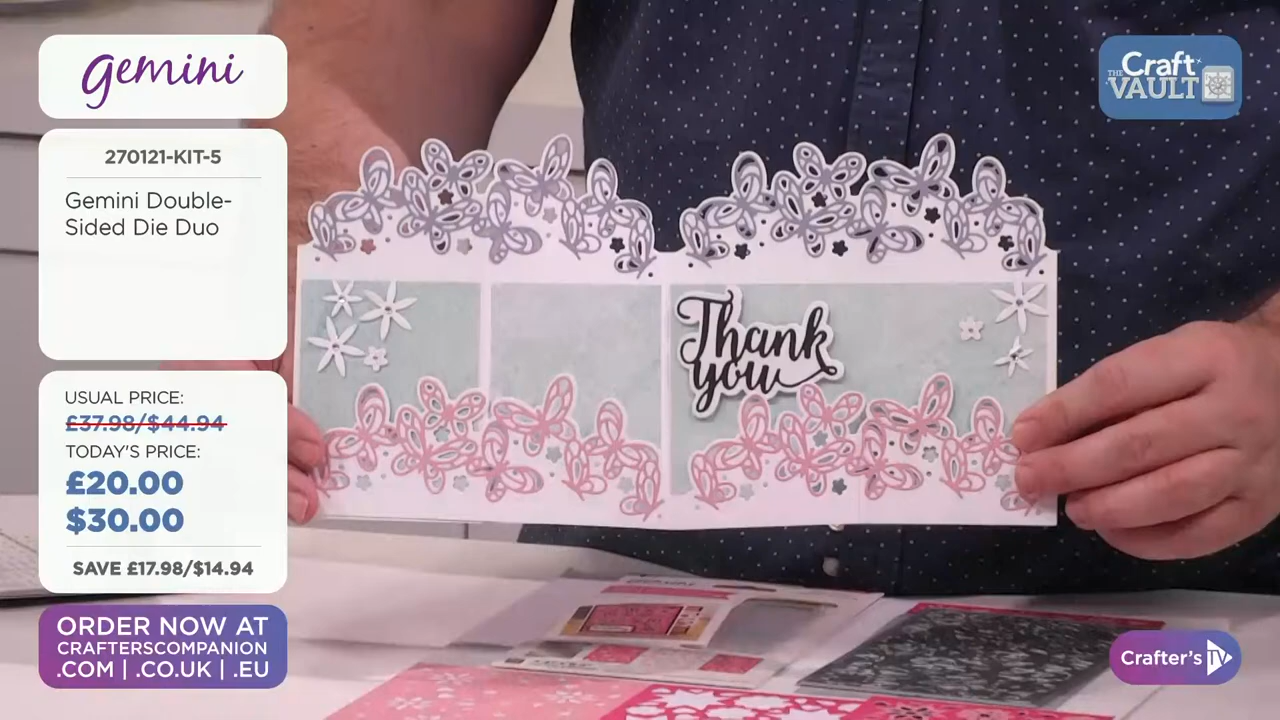 gemini
270121-KIT-5
Gemini Double-
Sided Die Duo
USUAL PRICE:
£37.98/$44.94
TODAY'S PRICE:
£20.00
$30.00
SAVE £17.98/$14.94
ORDER NOW AT
CRAFTERSCOMPANION
.COM | .CO.UK | .EU
THE Craft
VAULT
Thank
you
Crafter's TV